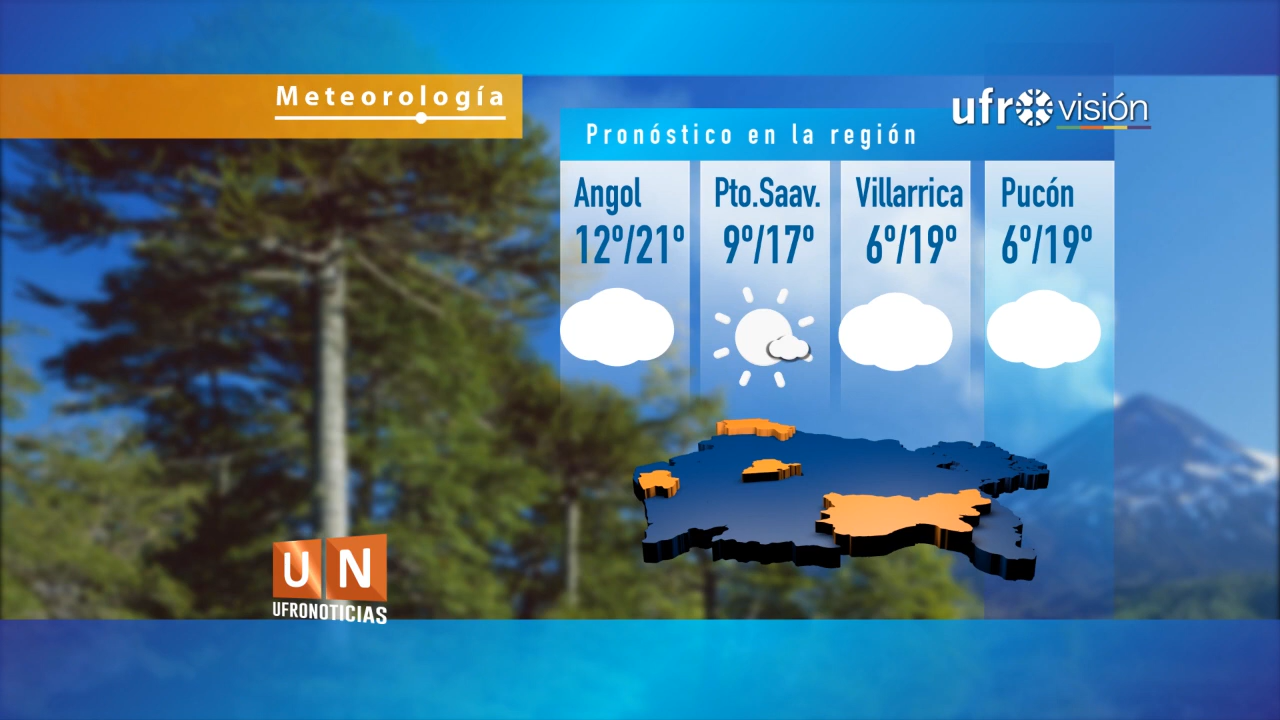 Meteorología
ufrovisión
Pronóstico en la región
Angol
12º/21º
Pto.Saav.
9º/17º
Villarrica
6º/19º
Pucón
6º/19º
UN
UFRONOTICIAS